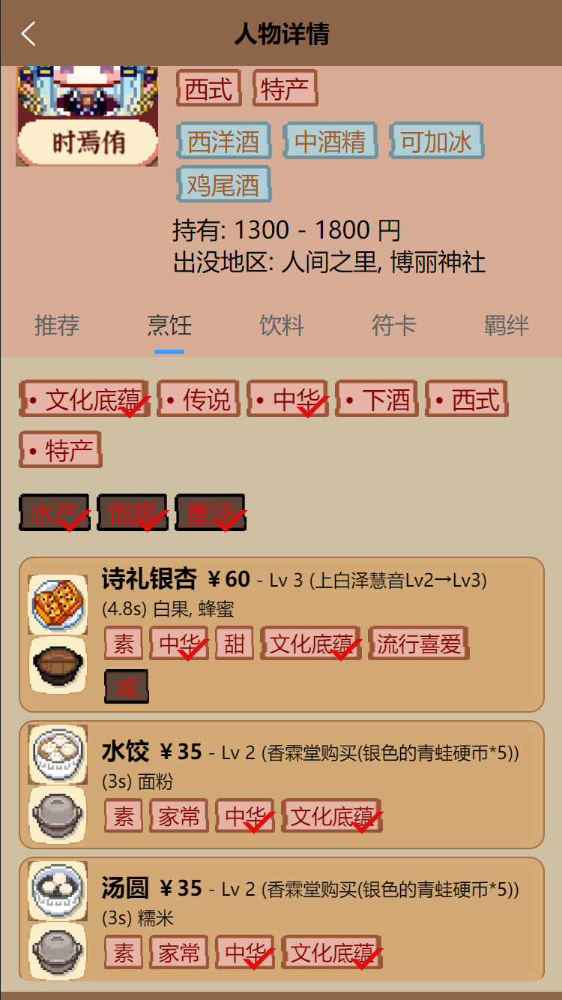 人物详情
西式 特产
时焉侑
西洋酒 中酒精 可加冰
鸡尾酒
持有: 1300 - 1800 円
出没地区: 人间之里, 博丽神社
推荐 烹饪 饮料 符卡 羁绊
• 文化底蕴 • 传说 • 中华 • 下酒 • 西式
• 特产
水产 饱腹 重油
诗礼银杏 ￥60 - Lv 3 (上白泽慧音Lv2→Lv3)
(4.8s) 白果, 蜂蜜
素 中华 甜 文化底蕴 流行喜爱
咸
水饺 ￥35 - Lv 2 (香霖堂购买(银色的青蛙硬币*5))
(3s) 面粉
素 家常 中华 文化底蕴
汤圆 ￥35 - Lv 2 (香霖堂购买(银色的青蛙硬币*5))
(3s) 糯米
素 家常 中华 文化底蕴